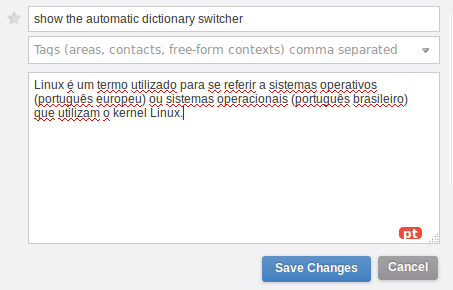 show the automatic dictionary switcher
Tags (areas, contacts, free-form contexts) comma separated
Linux é um termo utilizado para se referir a sistemas operativos
(português europeu) ou sistemas operacionais (português brasileiro)
que utilizam o kernel Linux.
pt
Save Changes
Cancel